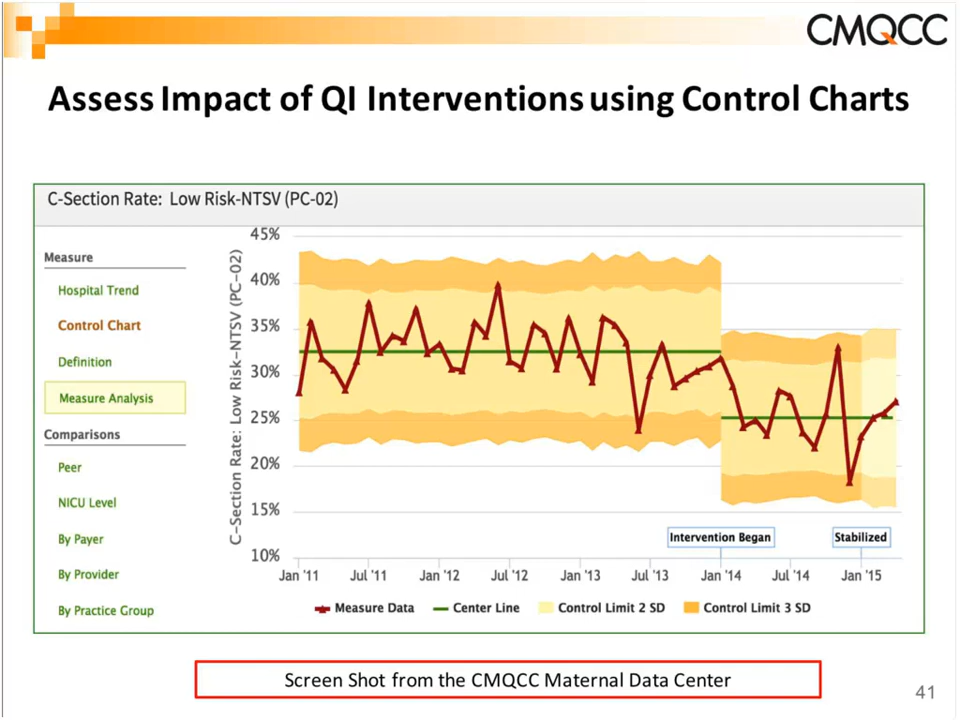 CMQCC
Assess Impact of QI Interventions using Control Charts
C-Section Rate: Low Risk-NTSV (PC-02)
Measure
Hospital Trend
Control Chart
Definition
Measure Analysis
Comparisons
Peer
NICU Level
By Payer
By Provider
By Practice Group
C-Section Rate: Low Risk-NTSV (PC-02)
45%
40%
35%
30%
25%
20%
15%
10%
Intervention Began
Stabilized
Jan '11
Jul '11
Jan '12
Jul '12
Jan '13
Jul '13
Jan '14
Jul '14
Jan '15
Measure Data
Center Line
Control Limit 2 SD
Control Limit 3 SD
Screen Shot from the CMQCC Maternal Data Center
41